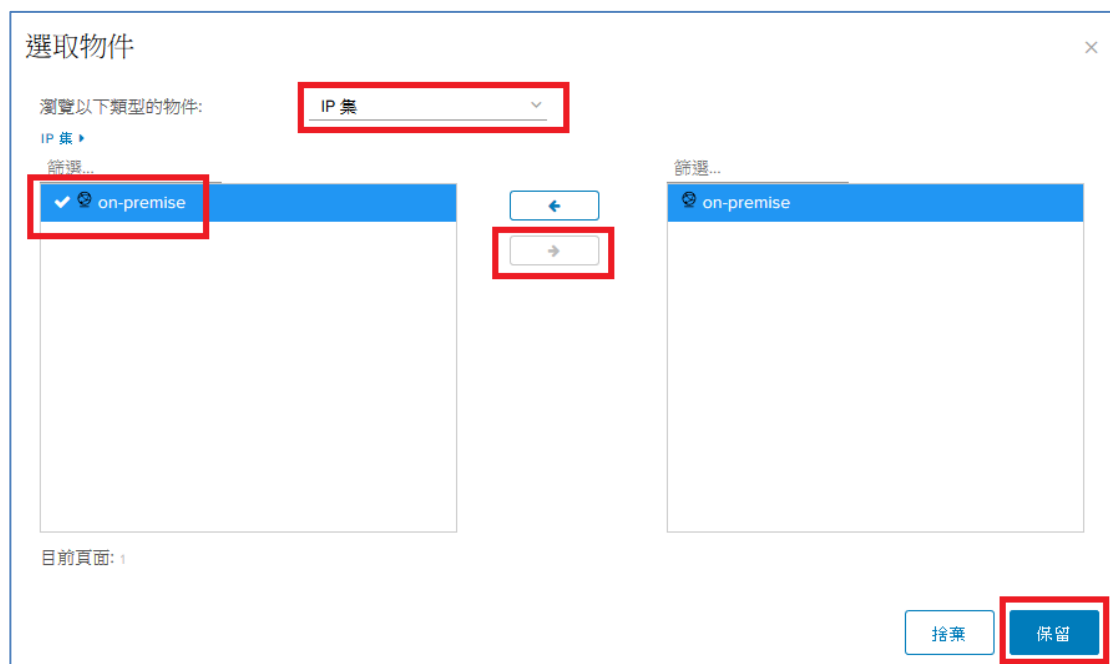 選取物件
瀏覽以下類型的物件:
IP 集
IP 集
篩選...
篩選...
on-premise
on-premise
目前頁面: 1
捨棄
保留